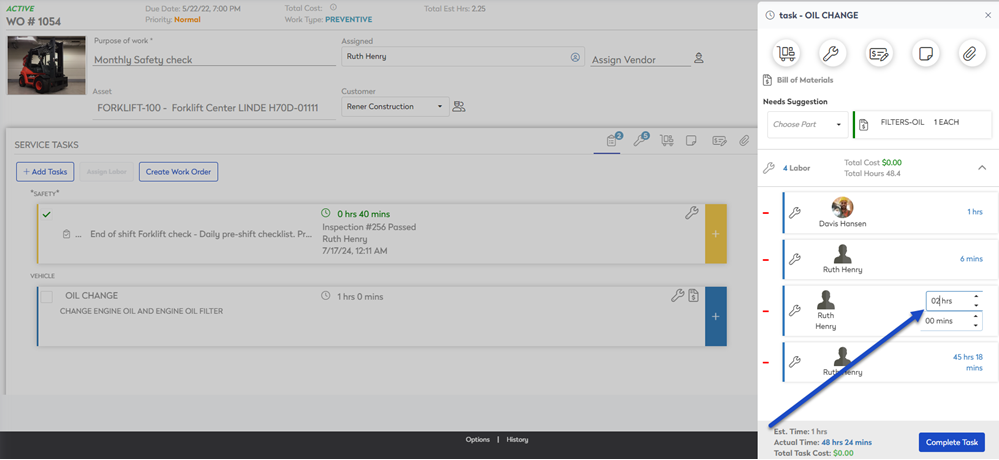 ACTIVE
WO # 1054
Due Date: 5/22/22, 7:00 PM
Priority: Normal
Total Cost:
Work Type: PREVENTIVE
Total Est Hrs: 2.25
Purpose of work *
Monthly Safety check
Assigned
Ruth Henry
Assign Vendor
Asset
FORKLIFT-100 - Forklift Center LINDE H70D-01111
Customer
Rener Construction
SERVICE TASKS
2
5
+ Add Tasks
Assign Labor
Create Work Order
*SAFETY*
0 hrs 40 mins
... End of shift Forklift check - Daily pre-shift checklist. Pr...
Inspection #256 Passed
Ruth Henry
7/17/24, 12:11 AM
+
VEHICLE
OIL CHANGE
1 hrs 0 mins
CHANGE ENGINE OIL AND ENGINE OIL FILTER
+
Options | History
task - OIL CHANGE
×
Bill of Materials
Needs Suggestion
Choose Part
FILTERS-OIL 1 EACH
4 Labor
Total Cost $0.00
Total Hours 48.4
Davis Hansen
1 hrs
Ruth Henry
6 mins
Ruth
Henry
02 hrs
00 mins
Ruth Henry
45 hrs 18
mins
Est. Time: 1 hrs
Actual Time: 48 hrs 24 mins
Total Task Cost: $0.00
Complete Task